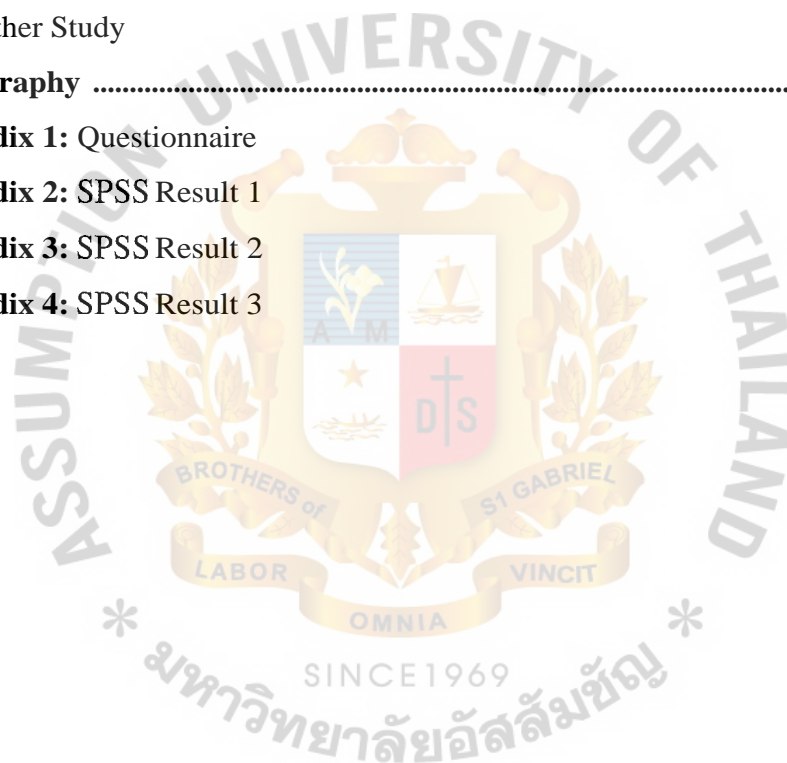 ther Study
raphy ........................................................................................
dix 1: Questionnaire
dix 2: SPSS Result 1
dix 3: SPSS Result 2
dix 4: SPSS Result 3
ASSUMPTION UNIVERSITY OF THAILAND
A M
D S
BROTHERS of S1 GABRIEL
LABOR VINCIT
OMNIA
* *
SINCE1969
มหาวิทยาลัยอัสสัมชัญ